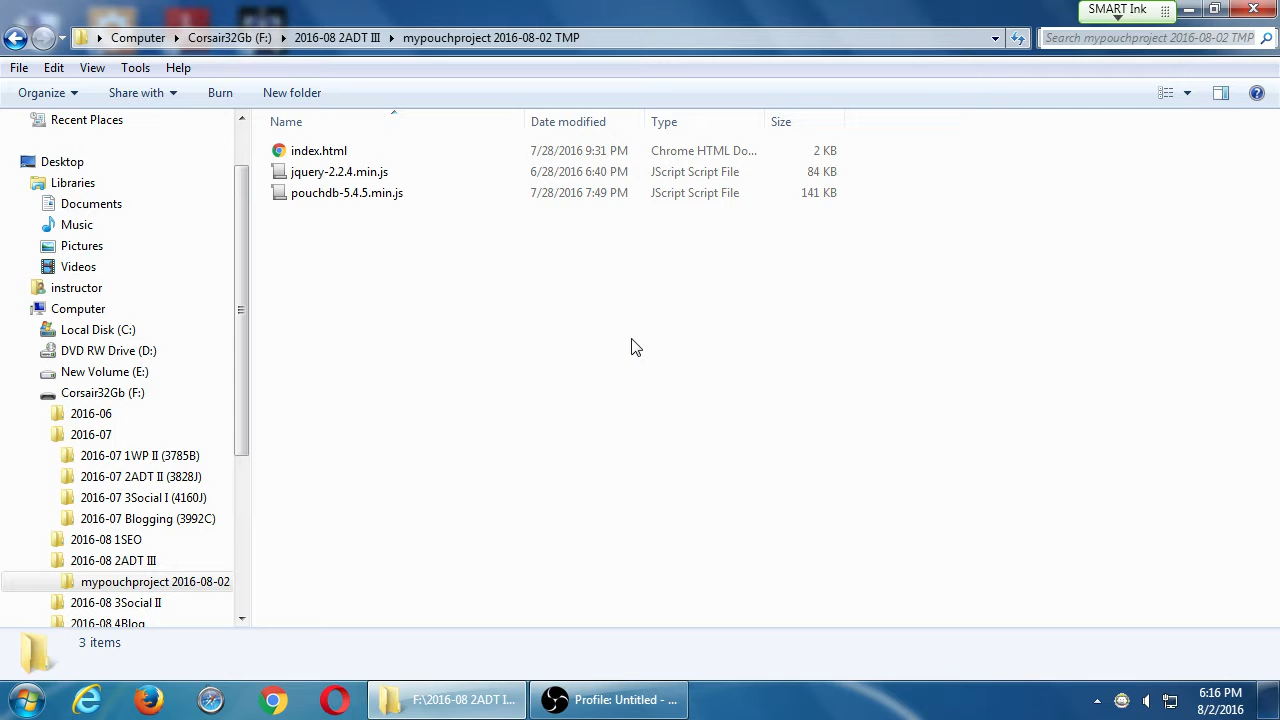 SMART Ink
Computer
Corsair32Gb (F:)
2016-08 2ADT III
mypouchproject 2016-08-02 TMP
Search mypouchproject 2016-08-02 TMP
File
Edit
View
Tools
Help
Organize
Share with
Burn
New folder
Name
Date modified
Type
Size
index.html
7/28/2016 9:31 PM
Chrome HTML Do...
2 KB
jquery-2.2.4.min.js
6/28/2016 6:40 PM
JScript Script File
84 KB
pouchdb-5.4.5.min.js
7/28/2016 7:49 PM
JScript Script File
141 KB
Recent Places
Desktop
Libraries
Documents
Music
Pictures
Videos
instructor
Computer
Local Disk (C:)
DVD RW Drive (D:)
New Volume (E:)
Corsair32Gb (F:)
2016-06
2016-07
2016-07 1WP II (3785B)
2016-07 2ADT II (3828J)
2016-07 3Social I (4160J)
2016-07 Blogging (3992C)
2016-08 1SEO
2016-08 2ADT III
mypouchproject 2016-08-02
2016-08 3Social II
2016-08 4Blog
3 items
F:\2016-08 2ADT I...
Profile: Untitled - ...
6:16 PM
8/2/2016